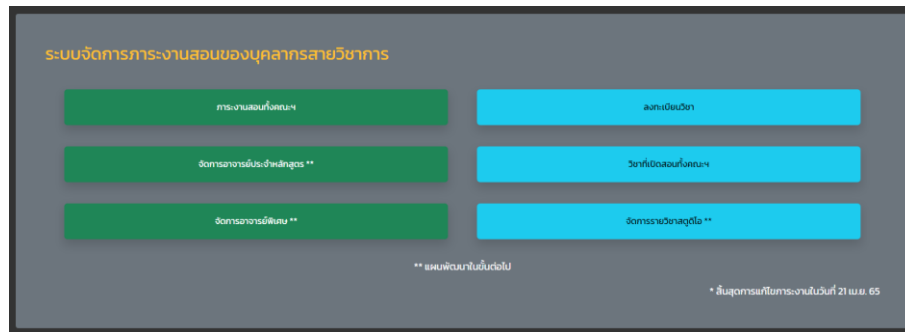 ระบบจัดการภาระงานสอนของบุคลากรสายวิชาการ
ภาระงานสอนทั้งคณะฯ
ลงทะเบียนวิชา
จัดการอาจารย์ประจำหลักสูตร **
วิชาที่เปิดสอนทั้งคณะฯ
จัดการอาจารย์พิเศษ **
จัดการรายวิชาสตูดิโอ **
** แผนพัฒนาในขั้นต่อไป
* สิ้นสุดการแก้ไขภาระงานในวันที่ 21 เม.ย. 65